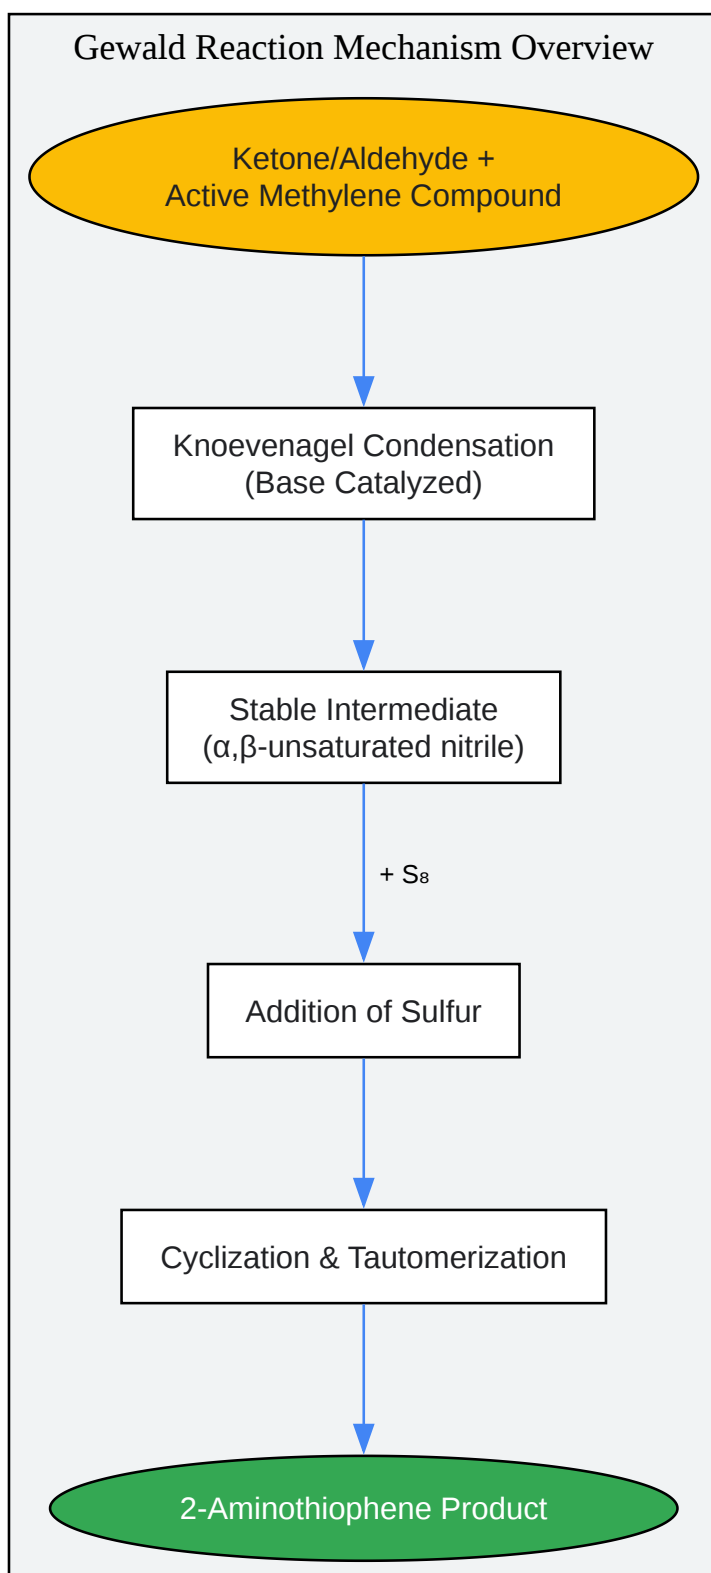 Gewald Reaction Mechanism Overview
Ketone/Aldehyde +
Active Methylene Compound
Knoevenagel Condensation
(Base Catalyzed)
Stable Intermediate
(α,β-unsaturated nitrile)
+ S₈
Addition of Sulfur
Cyclization & Tautomerization
2-Aminothiophene Product